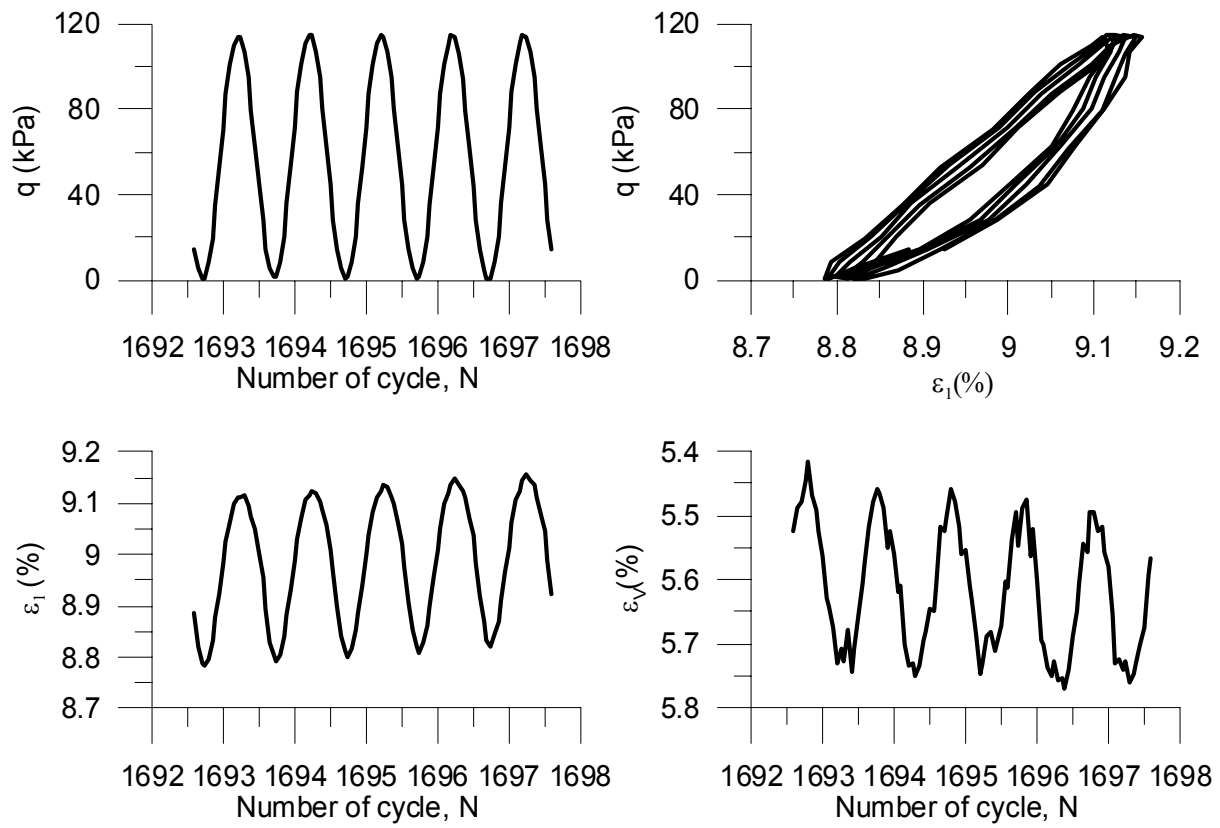 120
80
40
0
q (kPa)
1692 1693 1694 1695 1696 1697 1698
Number of cycle, N
120
80
40
0
q (kPa)
8.7 8.8 8.9 9 9.1 9.2
ε₁(%)
9.2
9.1
9
8.9
8.8
8.7
ε₁ (%)
1692 1693 1694 1695 1696 1697 1698
Number of cycle, N
5.4
5.5
5.6
5.7
5.8
εᵥ(%)
1692 1693 1694 1695 1696 1697 1698
Number of cycle, N